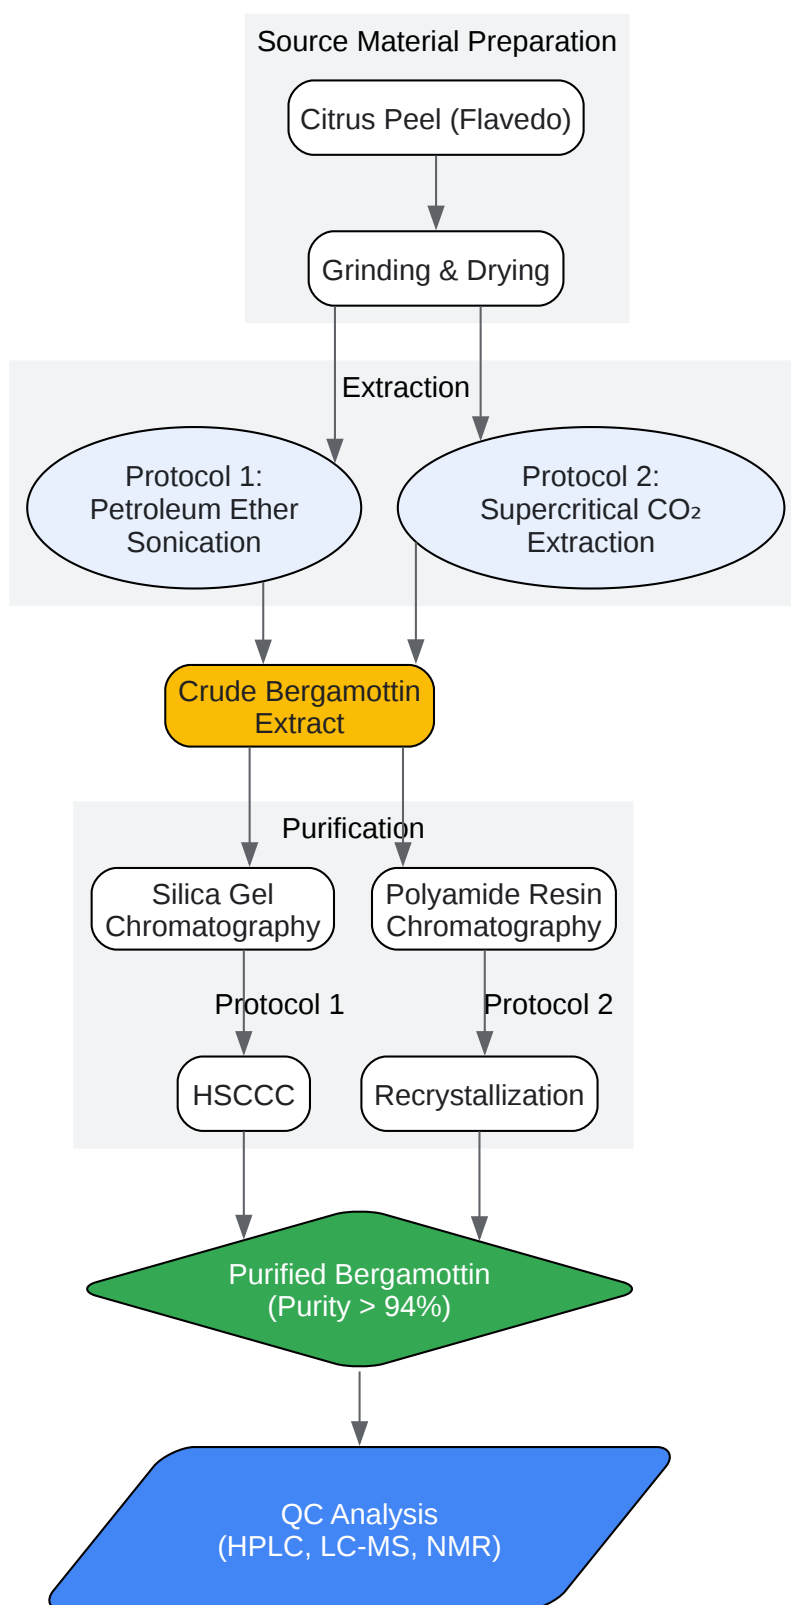 Source Material Preparation
Citrus Peel (Flavedo)
Grinding & Drying
Extraction
Protocol 1:
Petroleum Ether
Sonication
Protocol 2:
Supercritical CO₂
Extraction
Crude Bergamottin
Extract
Purification
Silica Gel
Chromatography
Polyamide Resin
Chromatography
Protocol 1
Protocol 2
HSCCC
Recrystallization
Purified Bergamottin
(Purity > 94%)
QC Analysis
(HPLC, LC-MS, NMR)